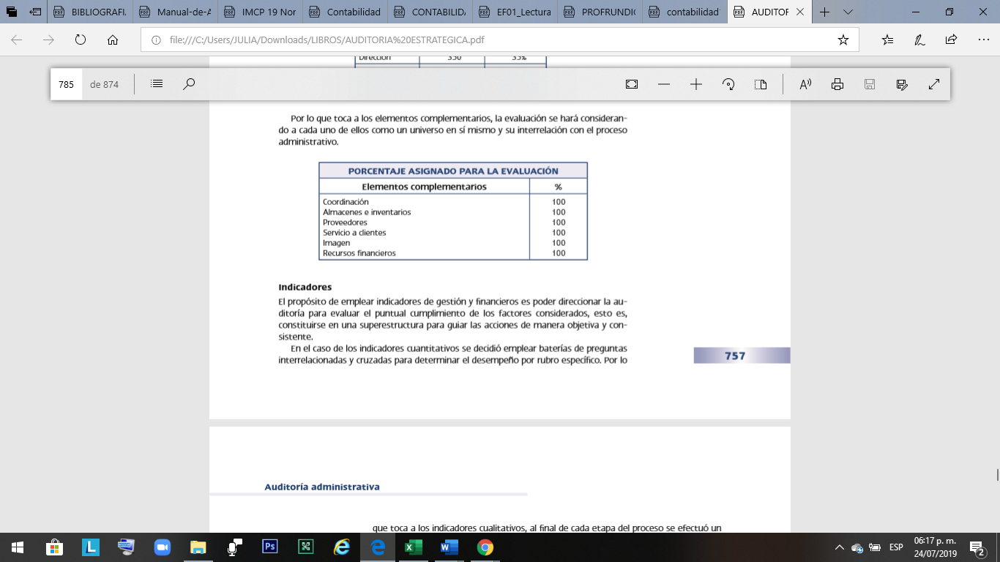 BIBLIOGRAFI
Manual-de-A
IMCP 19 Nor
Contabilidad
CONTABILID
EF01_Lectura
PROFRUNDI
contabilidad
AUDITOF
file:///C:/Users/JULIA/Downloads/LIBROS/AUDITORIA%20ESTRATEGICA.pdf
Dirección 350 35%
785 de 874
Por lo que toca a los elementos complementarios, la evaluación se hará consideran-
do a cada uno de ellos como un universo en sí mismo y su interrelación con el proceso
administrativo.
PORCENTAJE ASIGNADO PARA LA EVALUACIÓN
Elementos complementarios %
Coordinación 100
Almacenes e inventarios 100
Proveedores 100
Servicio a clientes 100
Imagen 100
Recursos financieros 100
Indicadores
El propósito de emplear indicadores de gestión y financieros es poder direccionar la au-
ditoría para evaluar el puntual cumplimiento de los factores considerados, esto es,
constituirse en una superestructura para guiar las acciones de manera objetiva y con-
sistente.
En el caso de los indicadores cuantitativos se decidió emplear baterías de preguntas
interrelacionadas y cruzadas para determinar el desempeño por rubro específico. Por lo
757
Auditoría administrativa
que toca a los indicadores cualitativos, al final de cada etapa del proceso se efectuó un
L
Ps
ESP
06:17 p. m.
24/07/2019
2